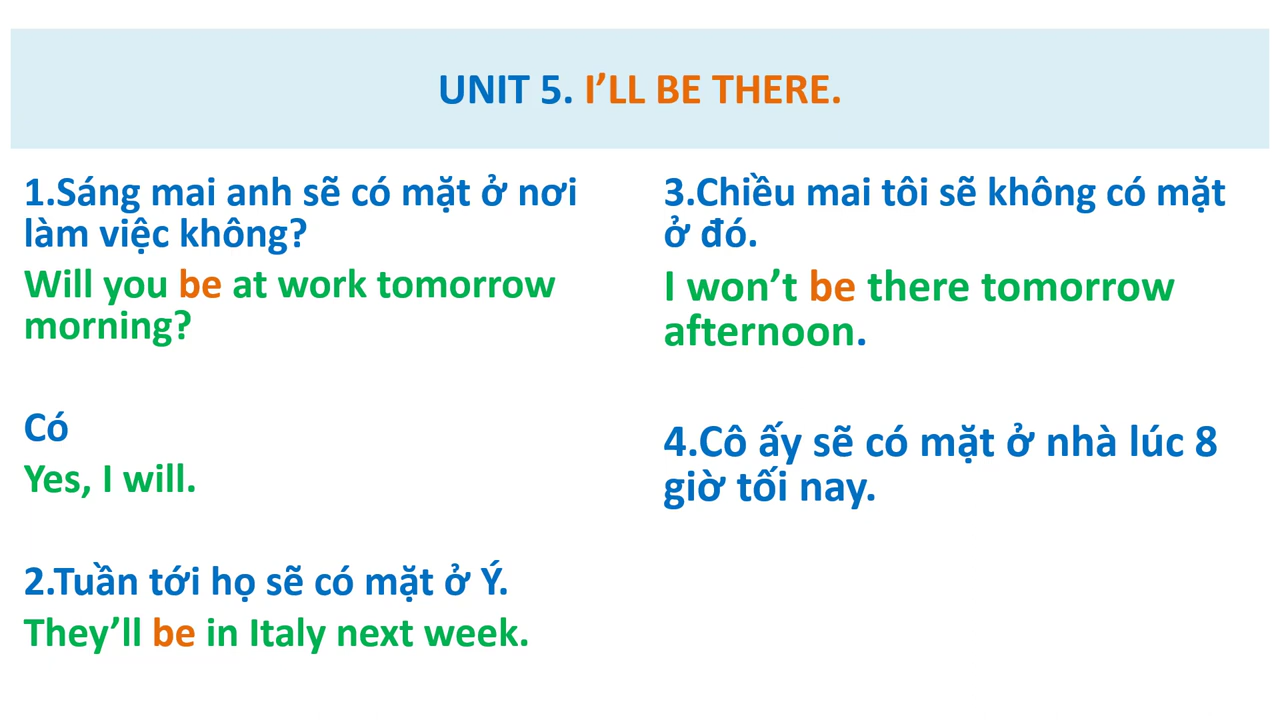 UNIT 5. I’LL BE THERE.
1.Sáng mai anh sẽ có mặt ở nơi
làm việc không?
Will you be at work tomorrow
morning?
Có
Yes, I will.
2.Tuần tới họ sẽ có mặt ở Ý.
They’ll be in Italy next week.
3.Chiều mai tôi sẽ không có mặt
ở đó.
I won’t be there tomorrow
afternoon.
4.Cô ấy sẽ có mặt ở nhà lúc 8
giờ tối nay.